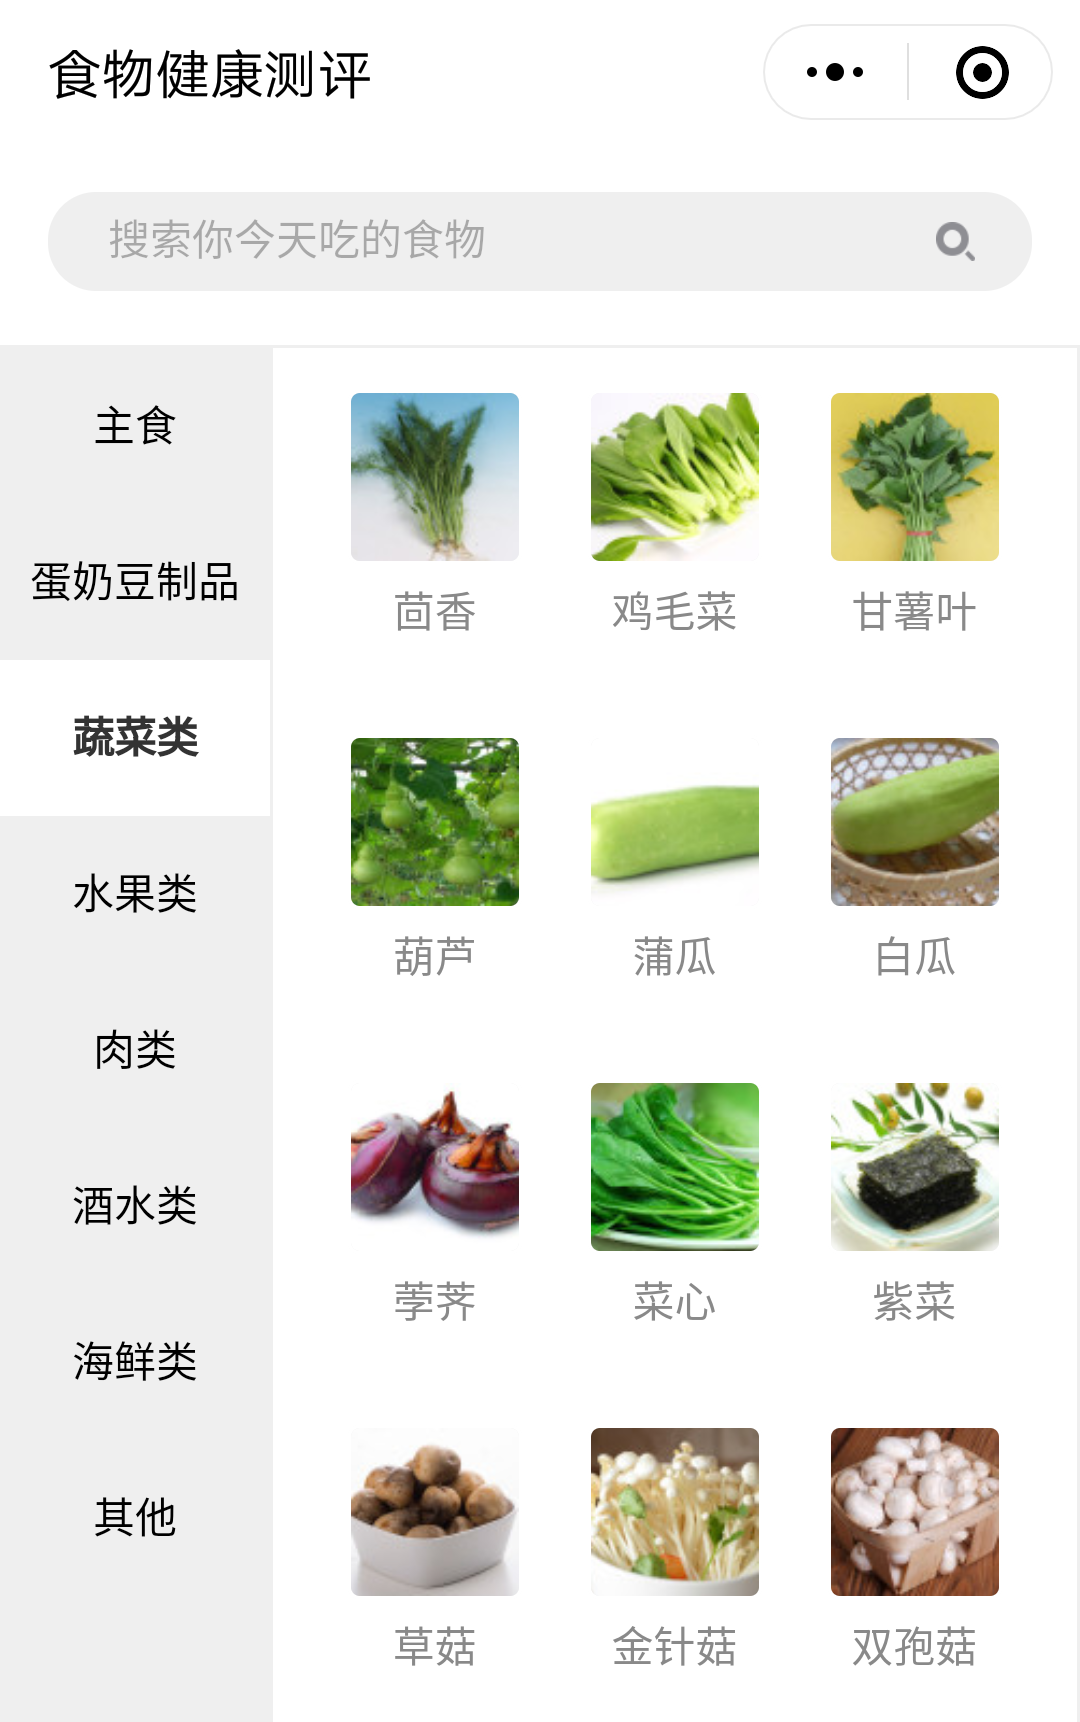 食物健康测评
搜索你今天吃的食物
主食
蛋奶豆制品
蔬菜类
水果类
肉类
酒水类
海鲜类
其他
茴香
鸡毛菜
甘薯叶
葫芦
蒲瓜
白瓜
荸荠
菜心
紫菜
草菇
金针菇
双孢菇